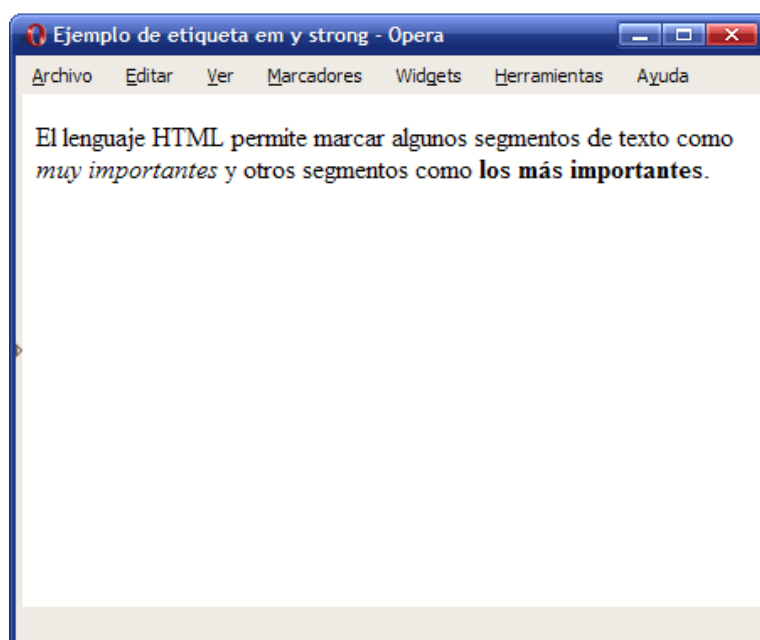 Ejemplo de etiqueta em y strong - Opera
Archivo Editar Ver Marcadores Widgets Herramientas Ayuda
El lenguaje HTML permite marcar algunos segmentos de texto como
muy importantes y otros segmentos como los más importantes.